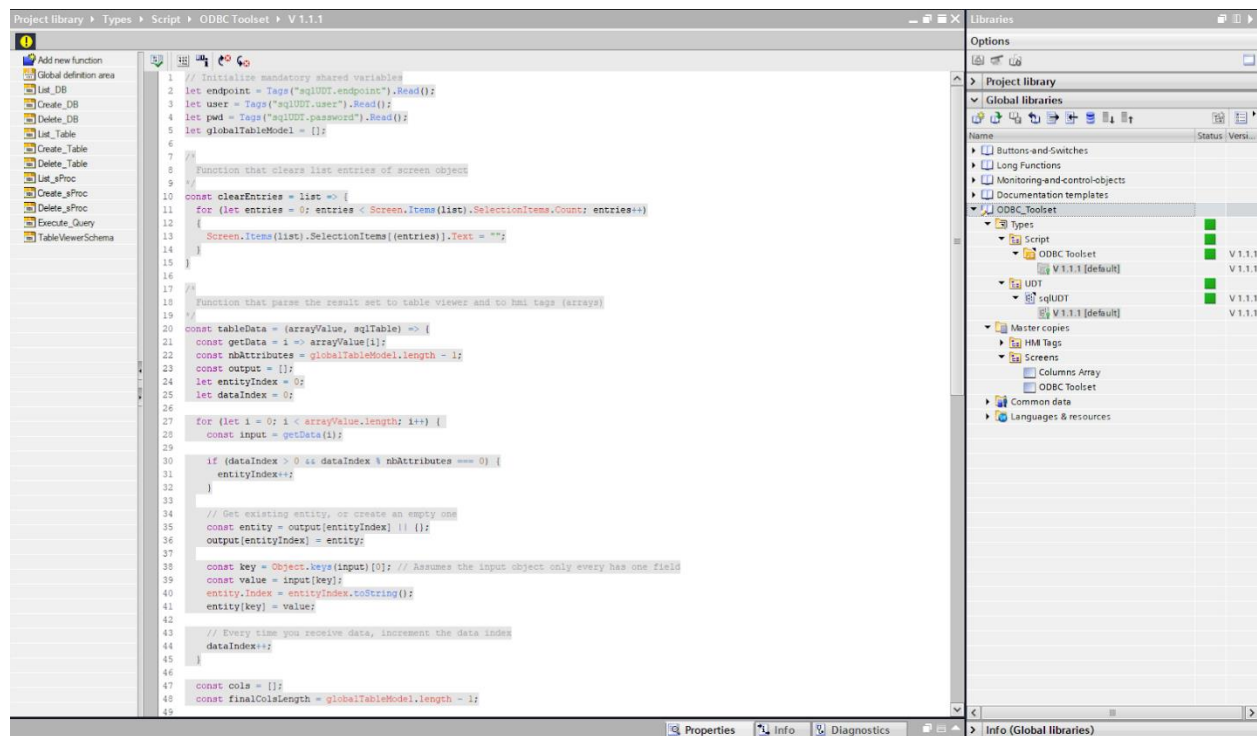 Project library ▸ Types ▸ Script ▸ ODBC Toolset ▸ V 1.1.1
Add new function
Global definition area
List_DB
Create_DB
Delete_DB
List_Table
Create_Table
Delete_Table
List_sProc
Create_sProc
Delete_sProc
Execute_Query
TableViewerSchema
1 // Initialize mandatory shared variables
2 let endpoint = Tags("sqlUDT.endpoint").Read();
3 let user = Tags("sqlUDT.user").Read();
4 let pwd = Tags("sqlUDT.password").Read();
5 let globalTableModel = [];
6
7 /*
8 Function that clears list entries of screen object
9 */
10 const clearEntries = list => {
11 for (let entries = 0; entries < Screen.Items(list).SelectionItems.Count; entries++)
12 {
13 Screen.Items(list).SelectionItems[(entries)].Text = "";
14 }
15 }
16
17 /*
18 Function that parse the result set to table viewer and to hmi tags (arrays)
19 */
20 const tableData = (arrayValue, sqlTable) => {
21 const getData = i => arrayValue[i];
22 const nbAttributes = globalTableModel.length - 1;
23 const output = [];
24 let entityIndex = 0;
25 let dataIndex = 0;
26
27 for (let i = 0; i < arrayValue.length; i++) {
28 const input = getData(i);
29
30 if (dataIndex > 0 && dataIndex % nbAttributes === 0) {
31 entityIndex++;
32 }
33
34 // Get existing entity, or create an empty one
35 const entity = output[entityIndex] || {};
36 output[entityIndex] = entity;
37
38 const key = Object.keys(input)[0]; // Assumes the input object only every has one field
39 const value = input[key];
40 entity.Index = entityIndex.toString();
41 entity[key] = value;
42
43 // Every time you receive data, increment the data index
44 dataIndex++;
45 }
46
47 const cols = [];
48 const finalColsLength = globalTableModel.length - 1;
49
Properties Info Diagnostics
Libraries
Options
Project library
Global libraries
Name Status Versi...
Buttons-and-Switches
Long Functions
Monitoring-and-control-objects
Documentation templates
ODBC_Toolset
Types
Script
ODBC Toolset V 1.1.1
V 1.1.1 [default] V 1.1.1
UDT
sqlUDT V 1.1.1
V 1.1.1 [default] V 1.1.1
Master copies
HMI Tags
Screens
Columns Array
ODBC Toolset
Common data
Languages & resources
Info (Global libraries)